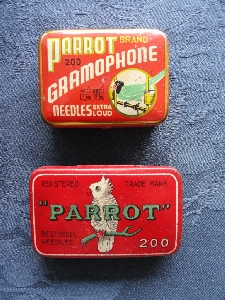 PARROT BRAND
200
GRAMOPHONE
NEEDLES EXTRA LOUD
REGISTERED TRADE MARK
"PARROT"
BEST STEEL
NEEDLES 200